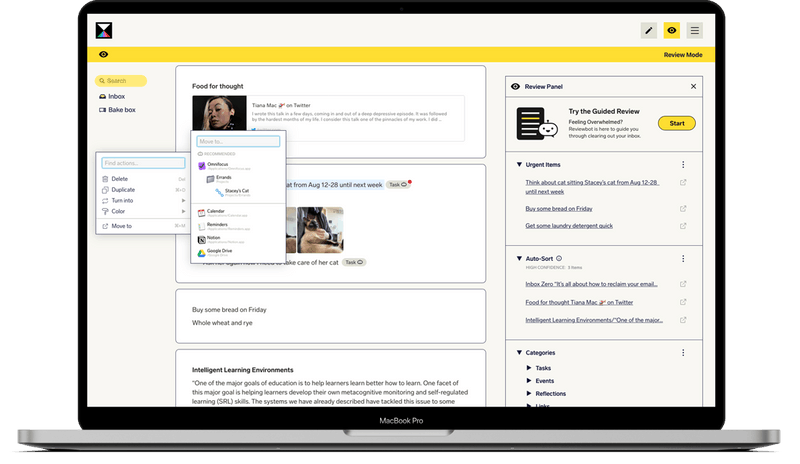 Review Mode
Search
Inbox
Bake box
Food for thought
Tiana Mac on Twitter
I wrote this talk in a few days, coming in and out of a deep depressive episode. It was followed
by the hardest months of my life. I consider this talk one of the pinnacles of my work. I did ...
Find actions...
Delete Del
Duplicate ⌘+D
Turn into
Color
Move to ⌘+M
Move to...
RECOMMENDED
Omnifocus
Errands
Stacey's Cat
Calendar
Reminders
Notion
Google Drive
cat from Aug 12-28 until next week Task
take care of her cat Task
Buy some bread on Friday
Whole wheat and rye
Intelligent Learning Environments
"One of the major goals of education is to help learners learn better how to learn. One facet of
this major goal is helping learners develop their own metacognitive monitoring and self-regulated
learning (SRL) skills. The systems we have already described have tackled this issue to some
Review Panel
Try the Guided Review
Feeling Overwhelmed?
Reviewbot is here to guide you
through clearing out your inbox.
Start
Urgent Items
Think about cat sitting Stacey's cat from Aug 12-28
until next week
Buy some bread on Friday
Get some laundry detergent quick
Auto-Sort
HIGH CONFIDENCE 3 Items
Inbox Zero "It's all about how to reclaim your email...
Food for thought Tiana Mac on Twitter
Intelligent Learning Environments/"One of the major...
Categories
Tasks
Events
Reflections
Links
MacBook Pro